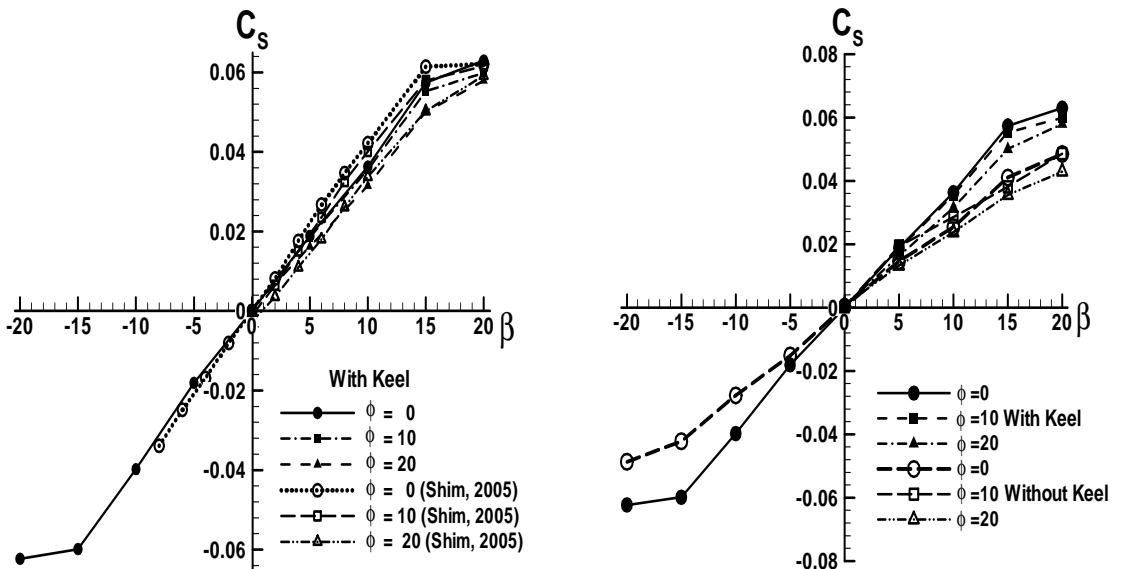 C_S
0.06
0.04
0.02
0
-20 -15 -10 -5 0 5 10 15 20 β
-0.02
-0.04
-0.06
With Keel
ϕ = 0
ϕ = 10
ϕ = 20
ϕ = 0 (Shim, 2005)
ϕ = 10 (Shim, 2005)
ϕ = 20 (Shim, 2005)
C_S
0.08
0.06
0.04
0.02
0
-20 -15 -10 -5 0 5 10 15 20 β
-0.02
-0.04
-0.06
-0.08
ϕ=0
ϕ=10 With Keel
ϕ=20
ϕ=0
ϕ=10 Without Keel
ϕ=20